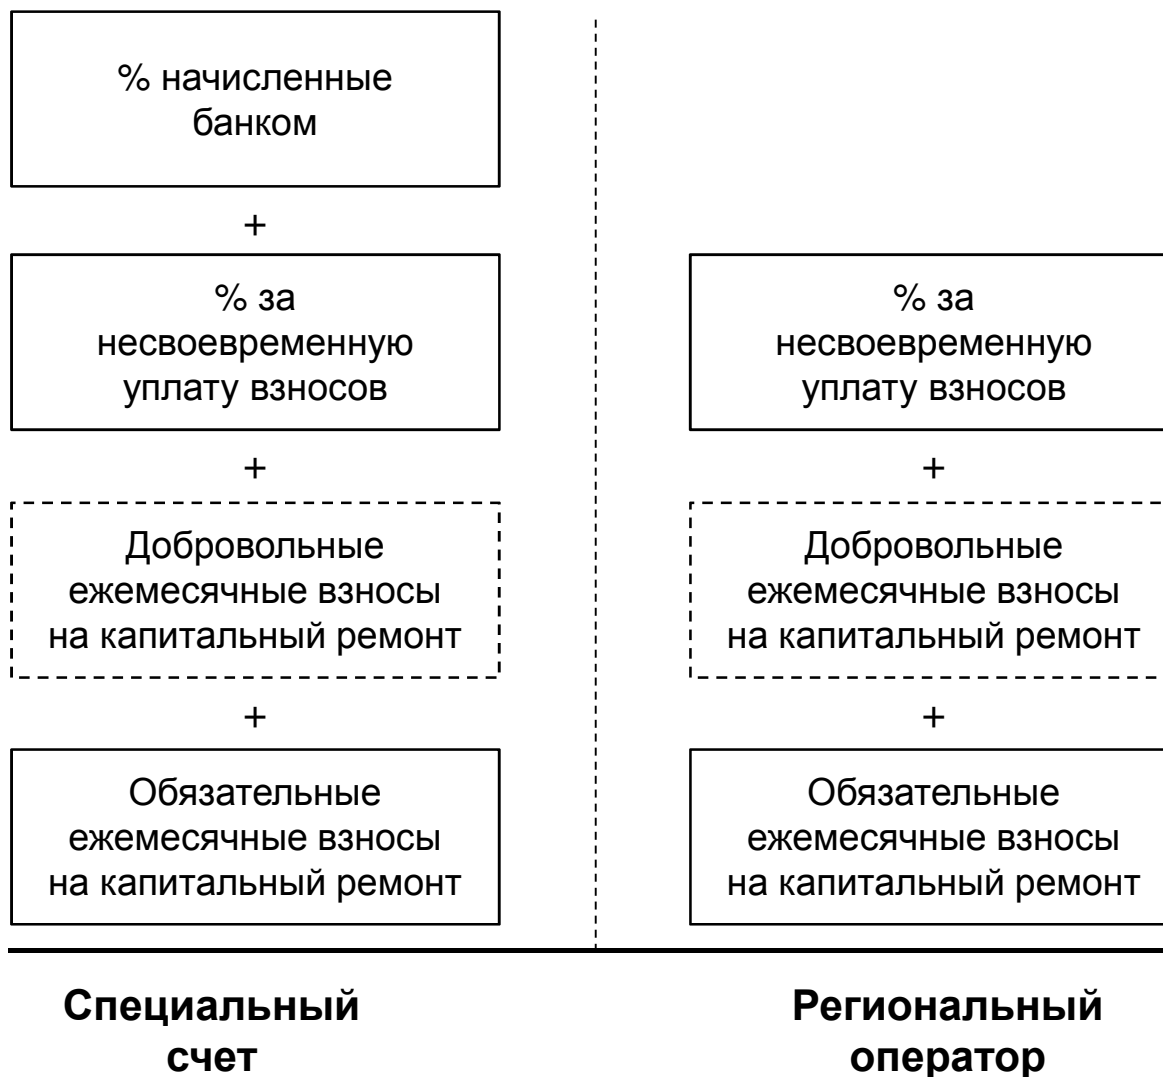 % начисленные
банком
+
% за
несвоевременную
уплату взносов
+
Добровольные
ежемесячные взносы
на капитальный ремонт
+
Обязательные
ежемесячные взносы
на капитальный ремонт
Специальный
счет
% за
несвоевременную
уплату взносов
+
Добровольные
ежемесячные взносы
на капитальный ремонт
+
Обязательные
ежемесячные взносы
на капитальный ремонт
Региональный
оператор